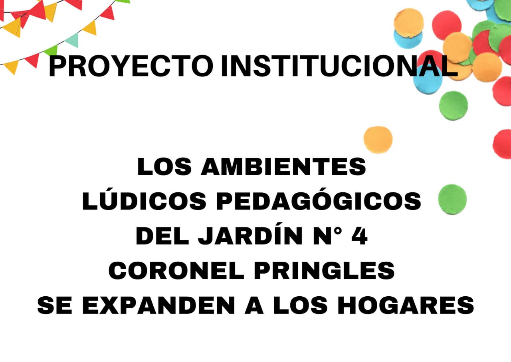 PROYECTO INSTITUCIONAL
LOS AMBIENTES
LÚDICOS PEDAGÓGICOS
DEL JARDÍN N° 4
CORONEL PRINGLES
SE EXPANDEN A LOS HOGARES